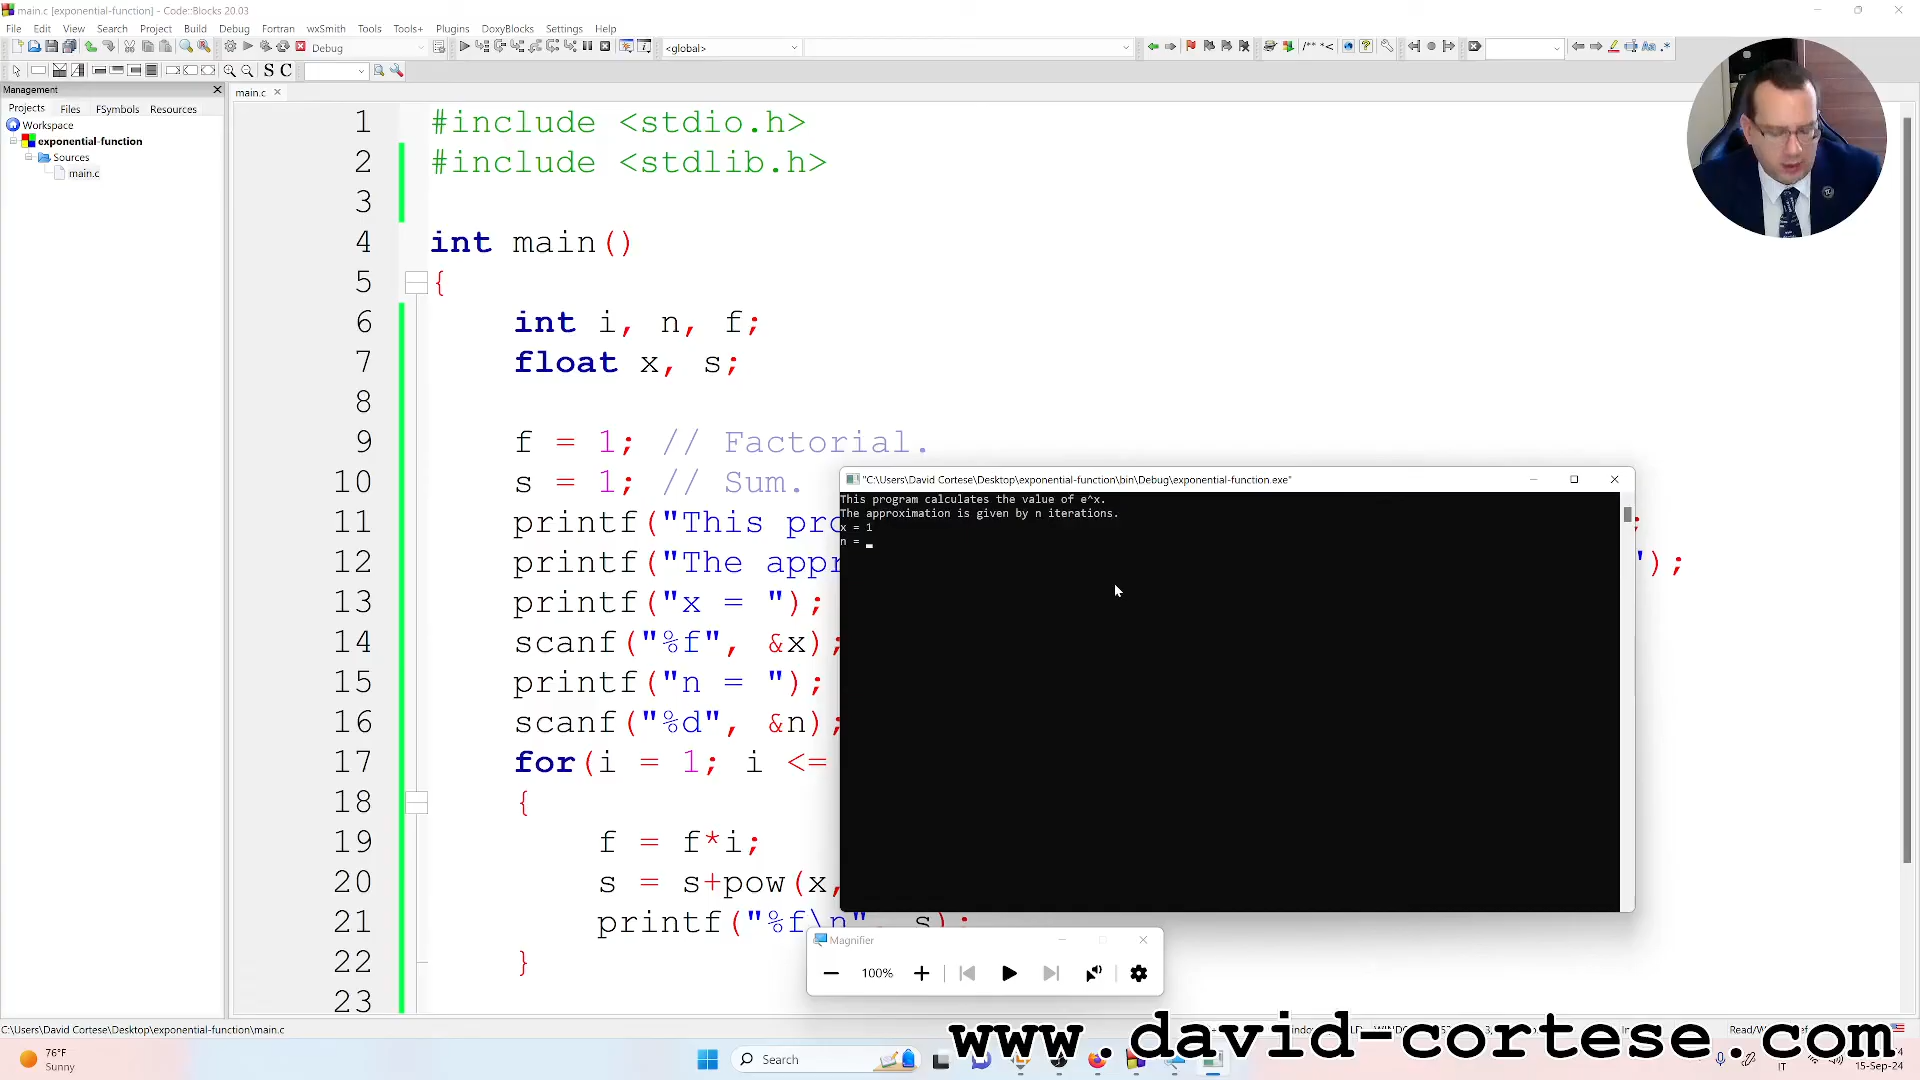 main.c [exponential-function] - Code::Blocks 20.03
File Edit View Search Project Build Debug Fortran wxSmith Tools Tools+ Plugins DoxyBlocks Settings Help
Debug
<global>
S C
Management
Projects Files FSymbols Resources
Workspace
exponential-function
Sources
main.c
main.c
1 #include <stdio.h>
2 #include <stdlib.h>
3
4 int main()
5 {
6 int i, n, f;
7 float x, s;
8
9 f = 1; // Factorial.
10 s = 1; // Sum.
11 printf("This pro
12 printf("The appr ");
13 printf("x = ");
14 scanf("%f", &x);
15 printf("n = ");
16 scanf("%d", &n);
17 for(i = 1; i <=
18 {
19 f = f*i;
20 s = s+pow(x,
21 printf("%f\n", s);
22 }
23
"C:\Users\David Cortese\Desktop\exponential-function\bin\Debug\exponential-function.exe"
This program calculates the value of e^x.
The approximation is given by n iterations.
x = 1
n = _
Magnifier
100%
C:\Users\David Cortese\Desktop\exponential-function\main.c
www.david-cortese.com
76°F
Sunny
Search
IT
15-Sep-24